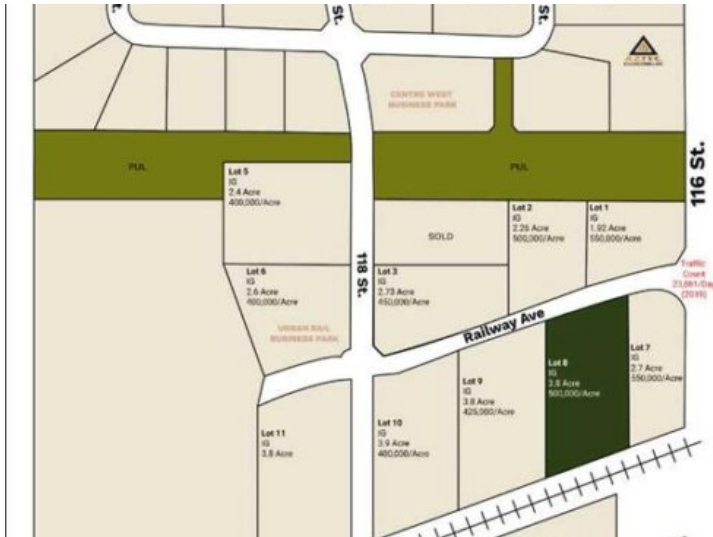 St.
St.
St.
AZTEC
CENTRE WEST
BUSINESS PARK
PUL
PUL
116 St.
Lot 5
IG
2.4 Acre
400,000/Acre
Lot 2
IG
2.26 Acre
500,000/Acre
Lot 1
IG
1.92 Acre
550,000/Acre
SOLD
118 St.
Traffic
Count
(2019)
Lot 6
IG
2.6 Acre
400,000/Acre
Lot 3
IG
2.73 Acre
450,000/Acre
URBAN RAIL
BUSINESS PARK
Railway Ave
Lot 7
IG
2.7 Acre
550,000/Acre
Lot 8
IG
3.8 Acre
500,000/Acre
Lot 9
IG
3.8 Acre
425,000/Acre
Lot 10
IG
3.9 Acre
400,000/Acre
Lot 11
IG
3.8 Acre